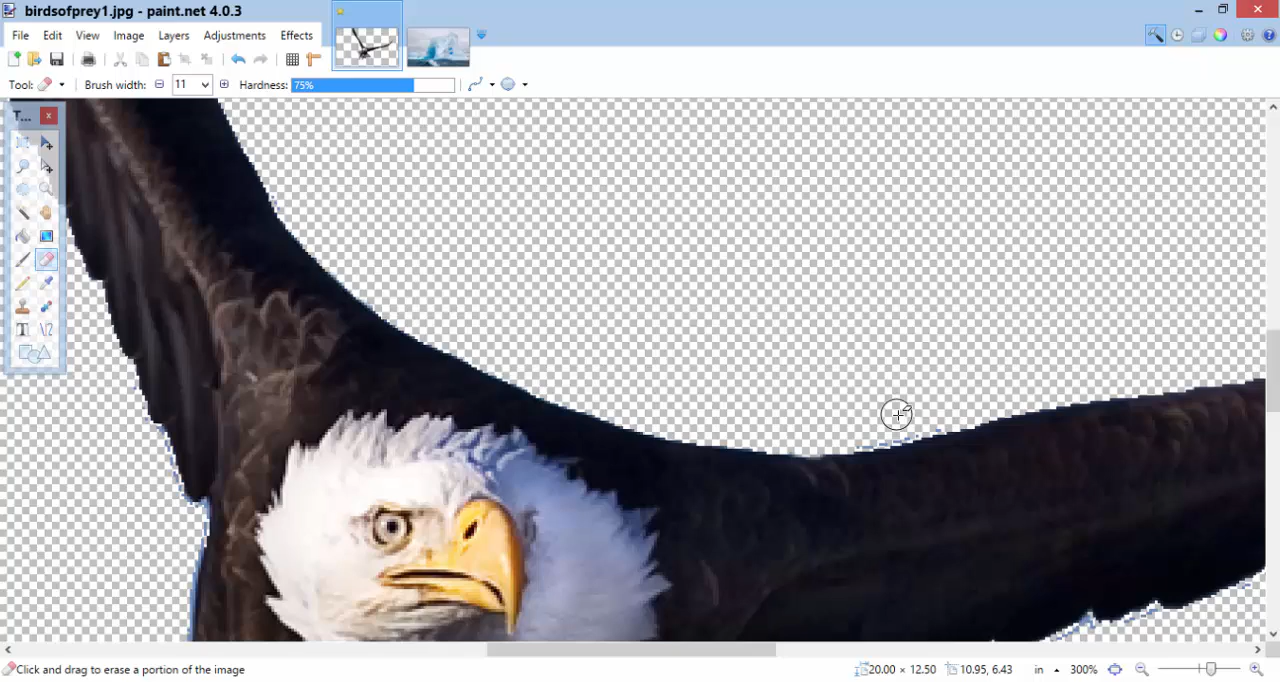 birdsofprey1.jpg - paint.net 4.0.3
File Edit View Image Layers Adjustments Effects
Tool: Brush width: 11 Hardness: 75%
T...
Click and drag to erase a portion of the image 20.00 × 12.50 10.95, 6.43 in 300%